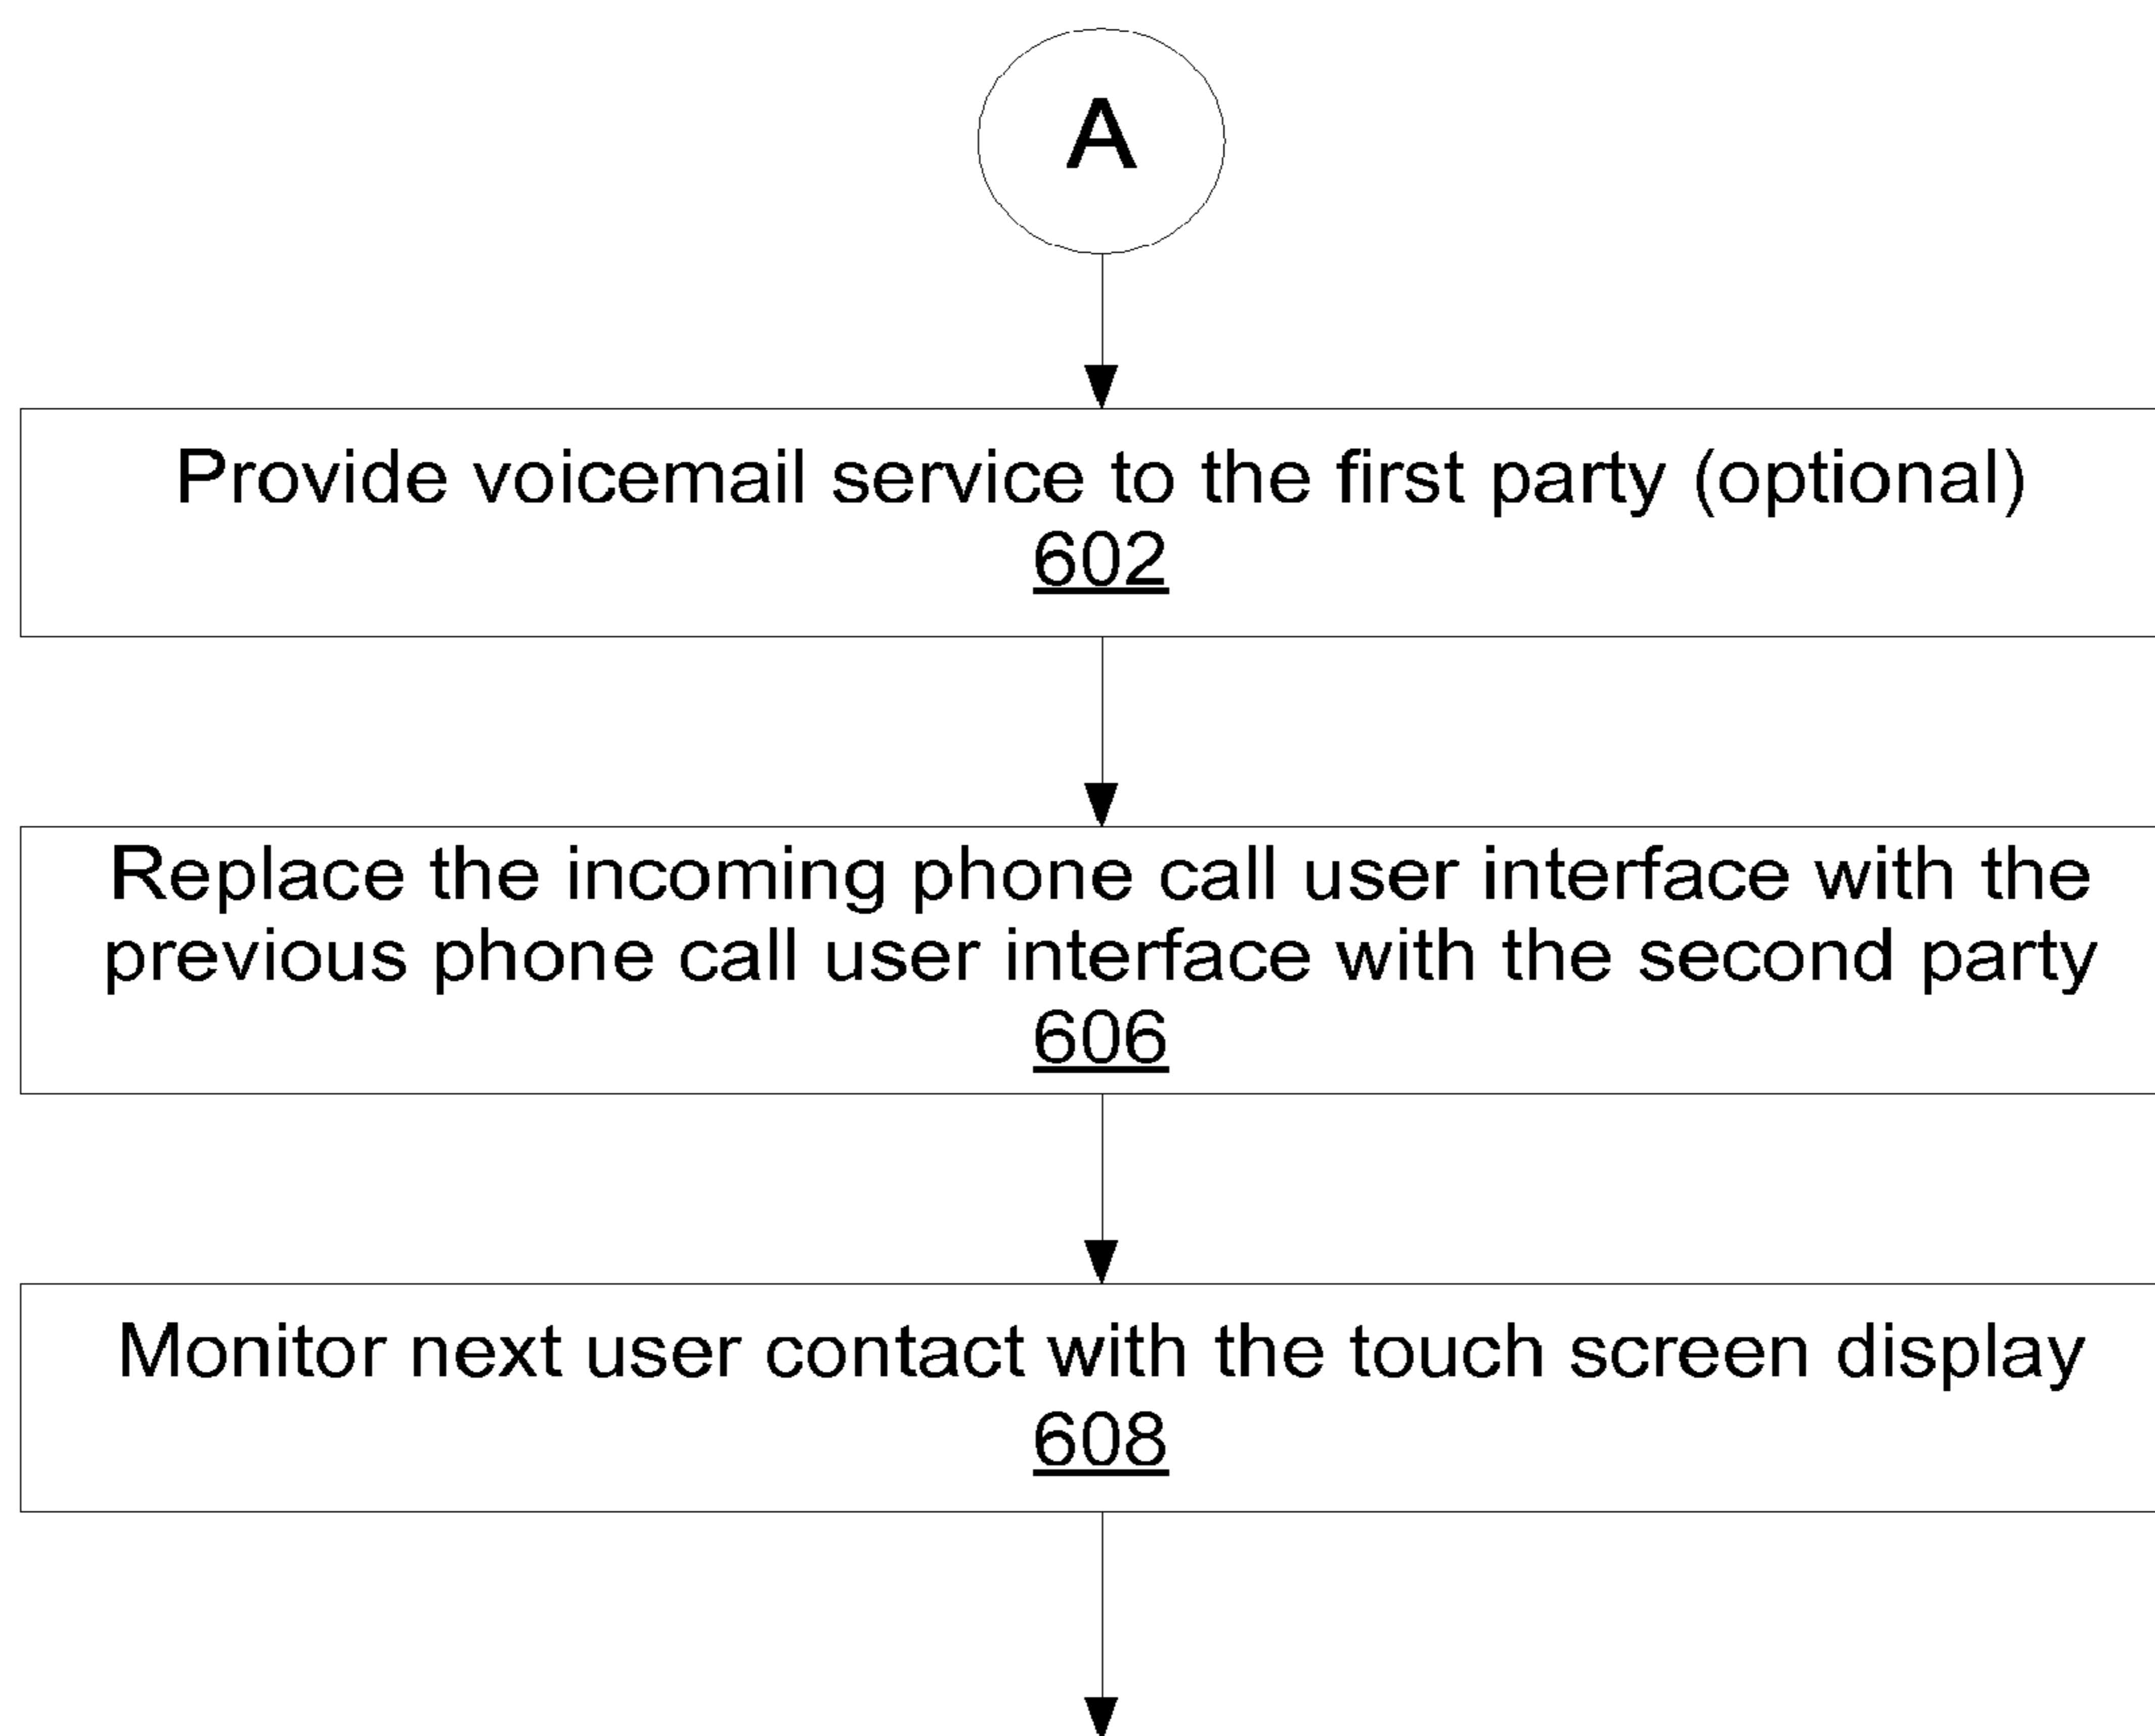 A
Provide voicemail service to the first party (optional)
602
Replace the incoming phone call user interface with the
previous phone call user interface with the second party
606
Monitor next user contact with the touch screen display
608